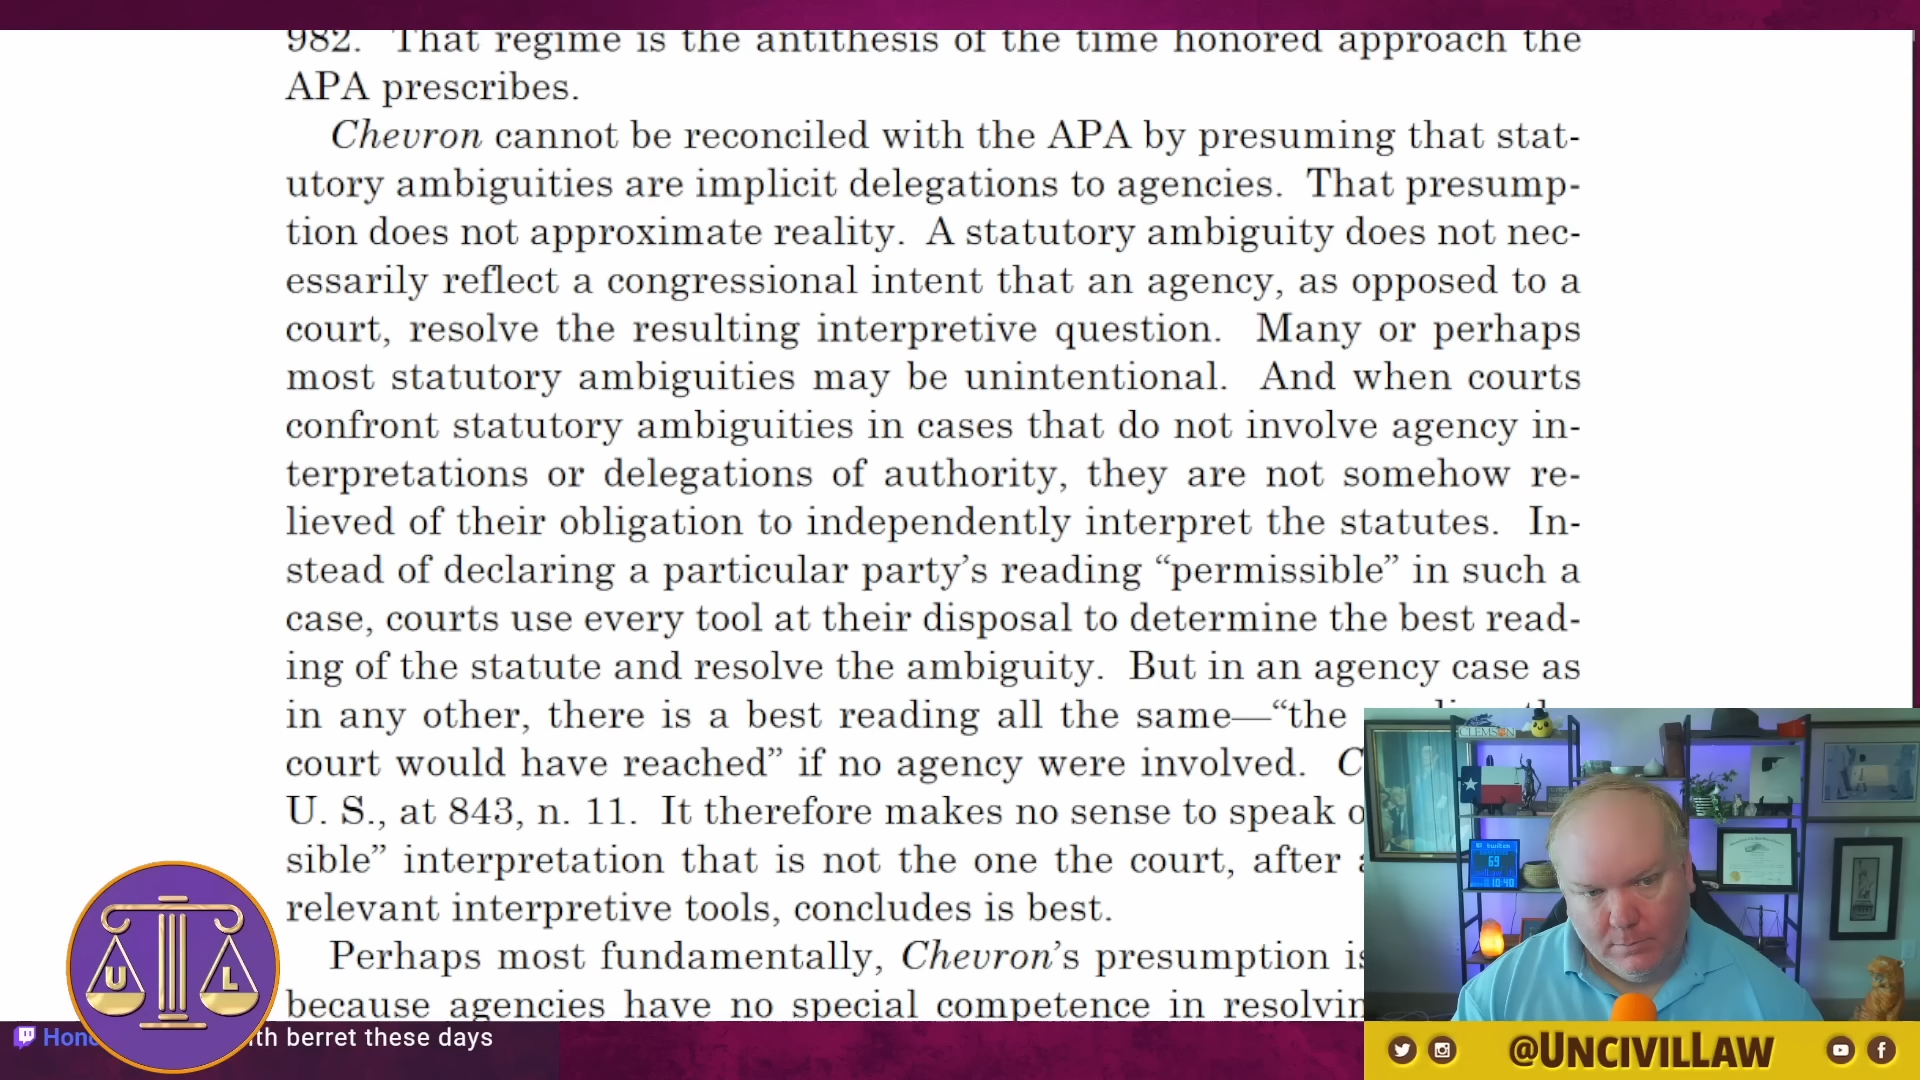 982. That regime is the antithesis of the time honored approach the
APA prescribes.
Chevron cannot be reconciled with the APA by presuming that stat-
utory ambiguities are implicit delegations to agencies. That presump-
tion does not approximate reality. A statutory ambiguity does not nec-
essarily reflect a congressional intent that an agency, as opposed to a
court, resolve the resulting interpretive question. Many or perhaps
most statutory ambiguities may be unintentional. And when courts
confront statutory ambiguities in cases that do not involve agency in-
terpretations or delegations of authority, they are not somehow re-
lieved of their obligation to independently interpret the statutes. In-
stead of declaring a particular party's reading “permissible” in such a
case, courts use every tool at their disposal to determine the best read-
ing of the statute and resolve the ambiguity. But in an agency case as
in any other, there is a best reading all the same—“the
court would have reached” if no agency were involved. C
U. S., at 843, n. 11. It therefore makes no sense to speak o
sible” interpretation that is not the one the court, after a
relevant interpretive tools, concludes is best.
Perhaps most fundamentally, Chevron's presumption is
because agencies have no special competence in resolvin
CLEMSON
twitch
69
10:40
U L
Hono
th berret these days
@UNCIVILLAW